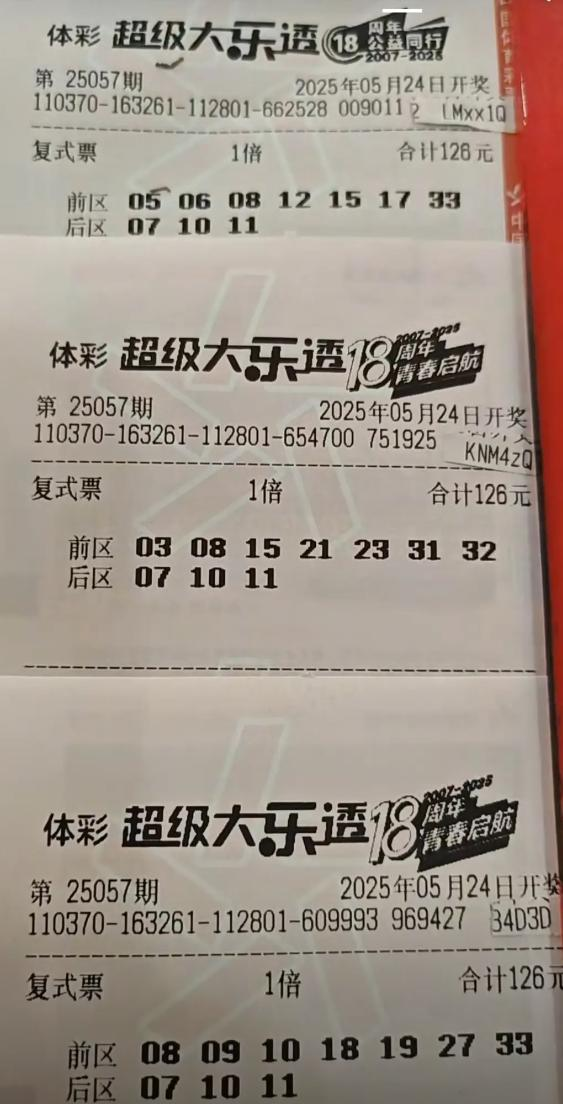 体彩 超级大乐透 18 周年 公益同行 2007-2025
第 25057期 2025年05月24日开奖
110370-163261-112801-662528 009011 2 LMxx1Q
复式票 1倍 合计126元
前区 05 06 08 12 15 17 33
后区 07 10 11
体彩 超级大乐透 18 周年 青春启航 2007-2025
第 25057期 2025年05月24日开奖
110370-163261-112801-654700 751925 KNM4zQ
复式票 1倍 合计126元
前区 03 08 15 21 23 31 32
后区 07 10 11
体彩 超级大乐透 18 周年 青春启航 2007-2025
第 25057期 2025年05月24日开奖
110370-163261-112801-609993 969427 34D3D
复式票 1倍 合计126元
前区 08 09 10 18 19 27 33
后区 07 10 11